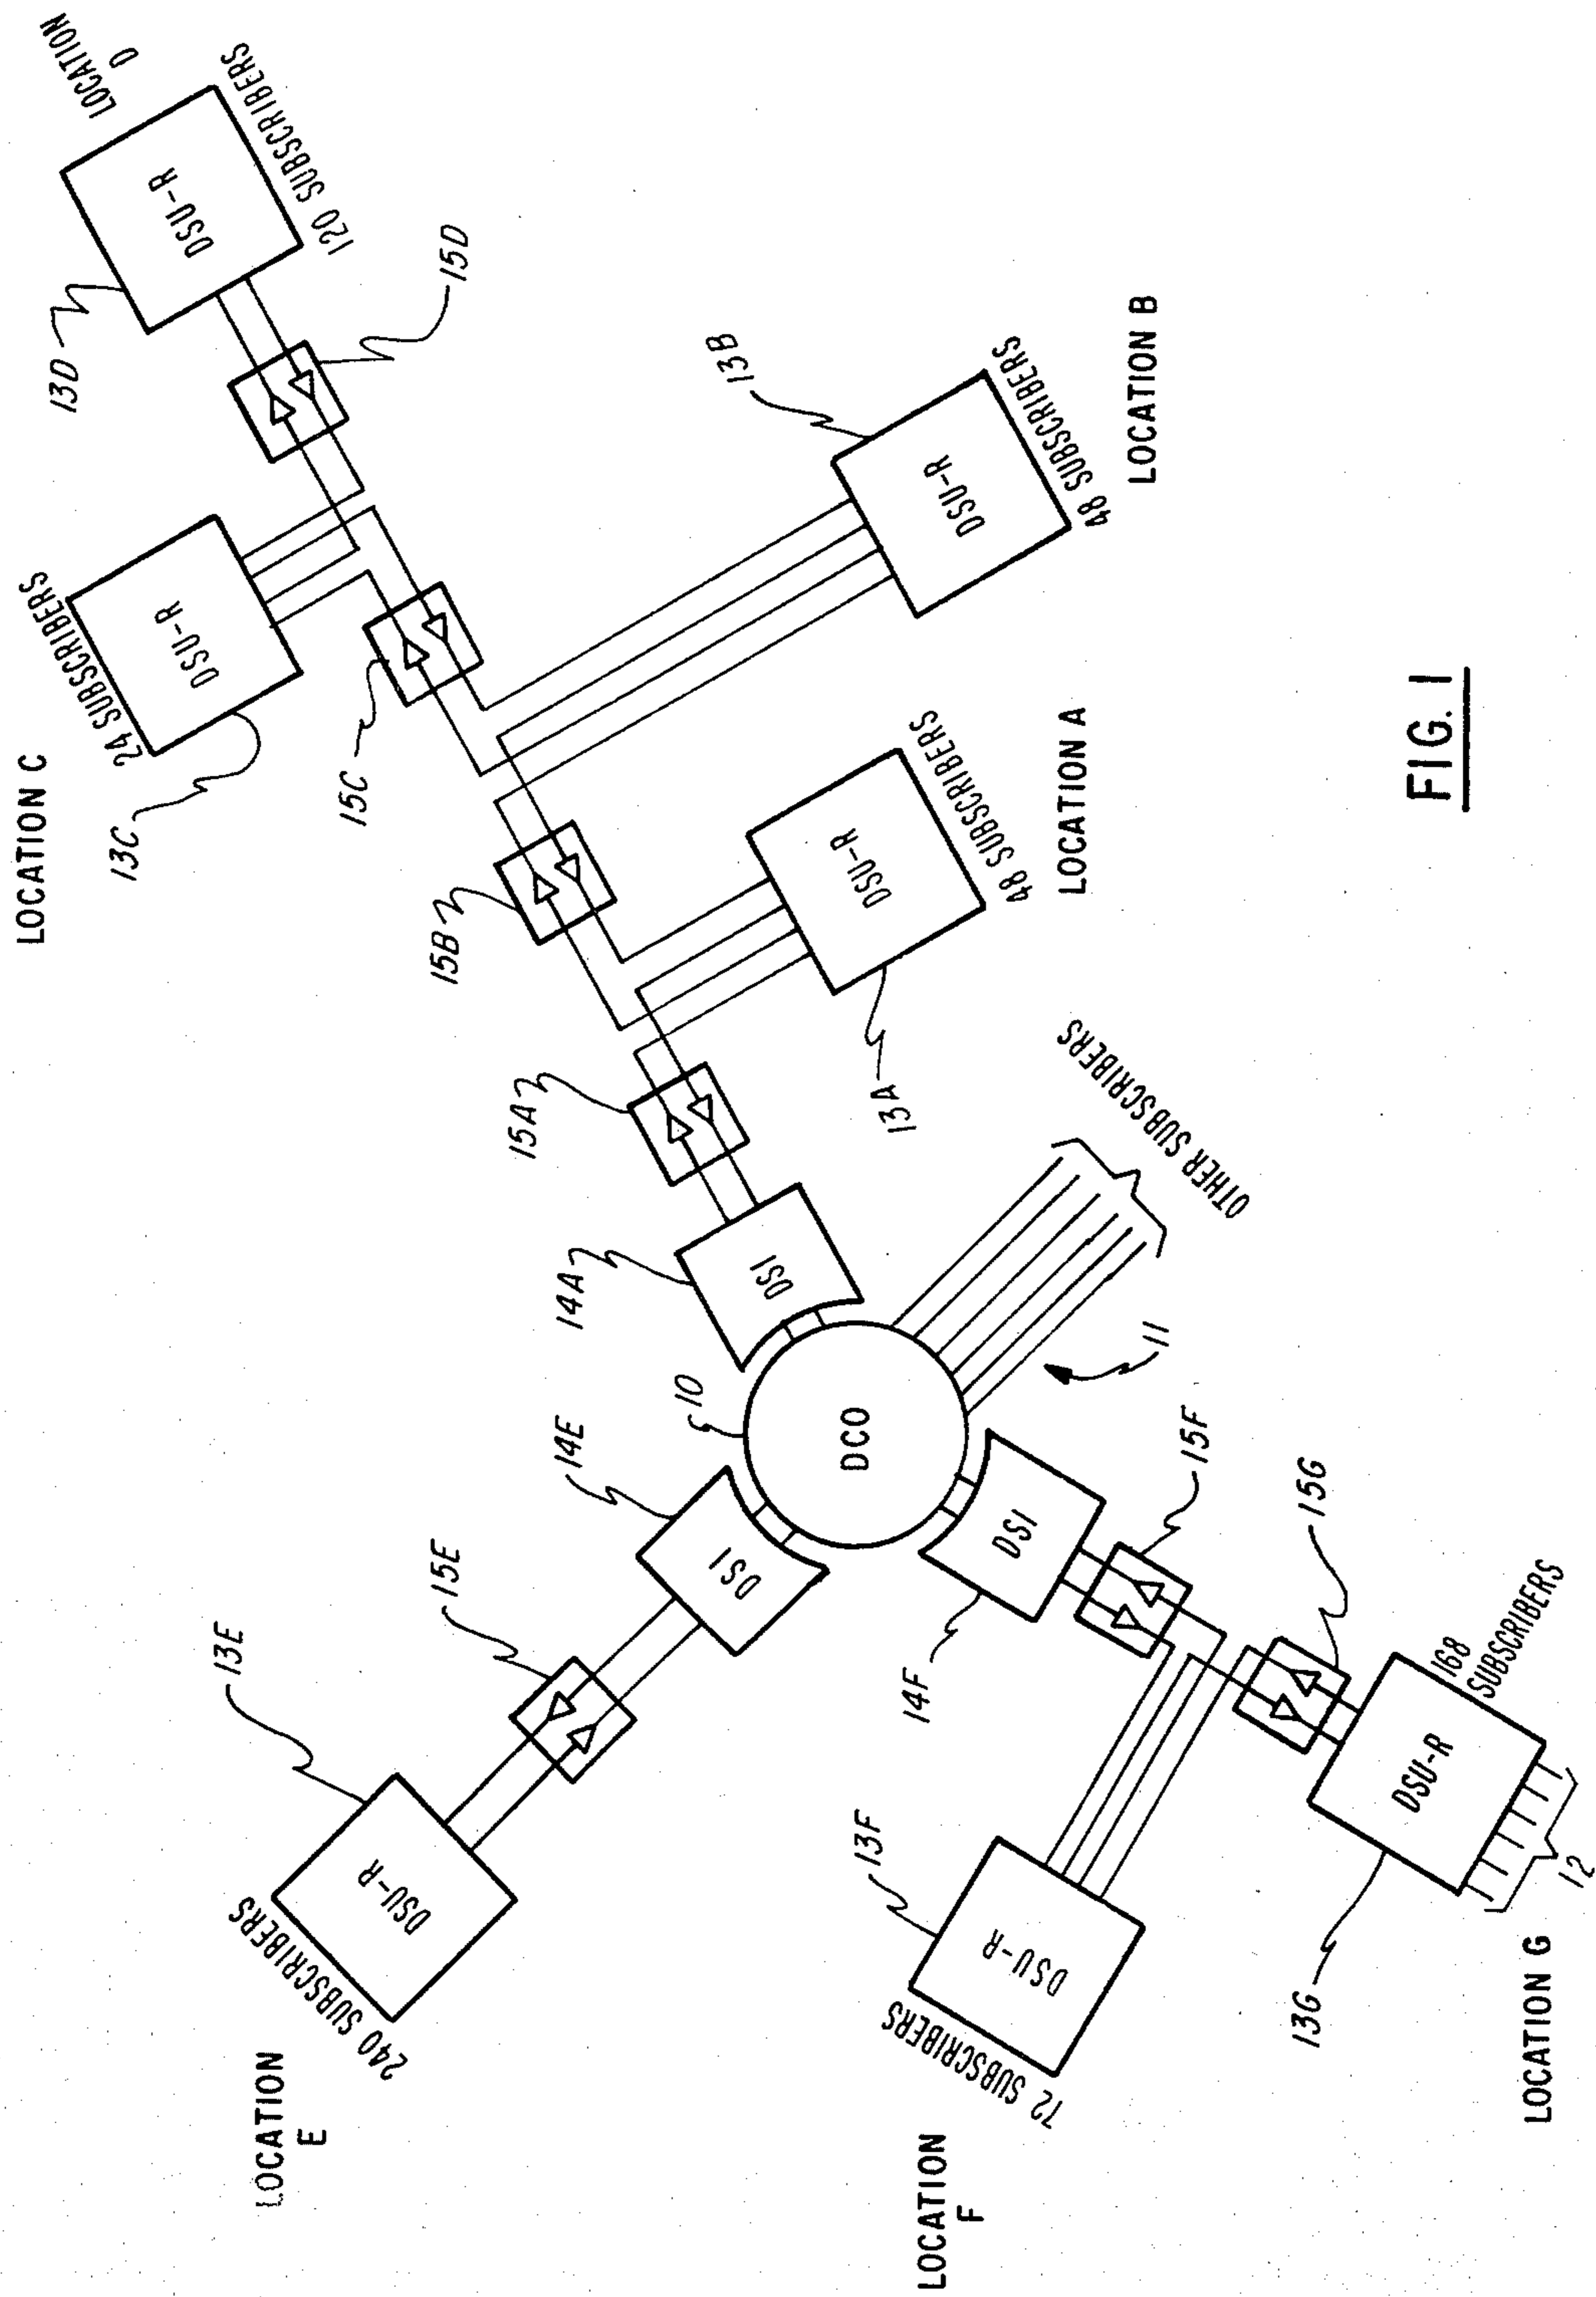 LOCATION
E
240 SUBSCRIBERS
DSU-R
13E
15E
DSI
14E
LOCATION
F
72 SUBSCRIBERS
DSU-R
13F
LOCATION G
13G
DSU-R
168
SUBSCRIBERS
12
15G
15F
DSI
14F
DCO
10
11
OTHER SUBSCRIBERS
DSI
14A
15A
13A
DSU-R
48 SUBSCRIBERS
LOCATION A
15B
13B
DSU-R
48 SUBSCRIBERS
LOCATION B
15C
LOCATION C
13C
24 SUBSCRIBERS
DSU-R
15D
13D
DSU-R
120 SUBSCRIBERS
LOCATION
D
FIG. 1